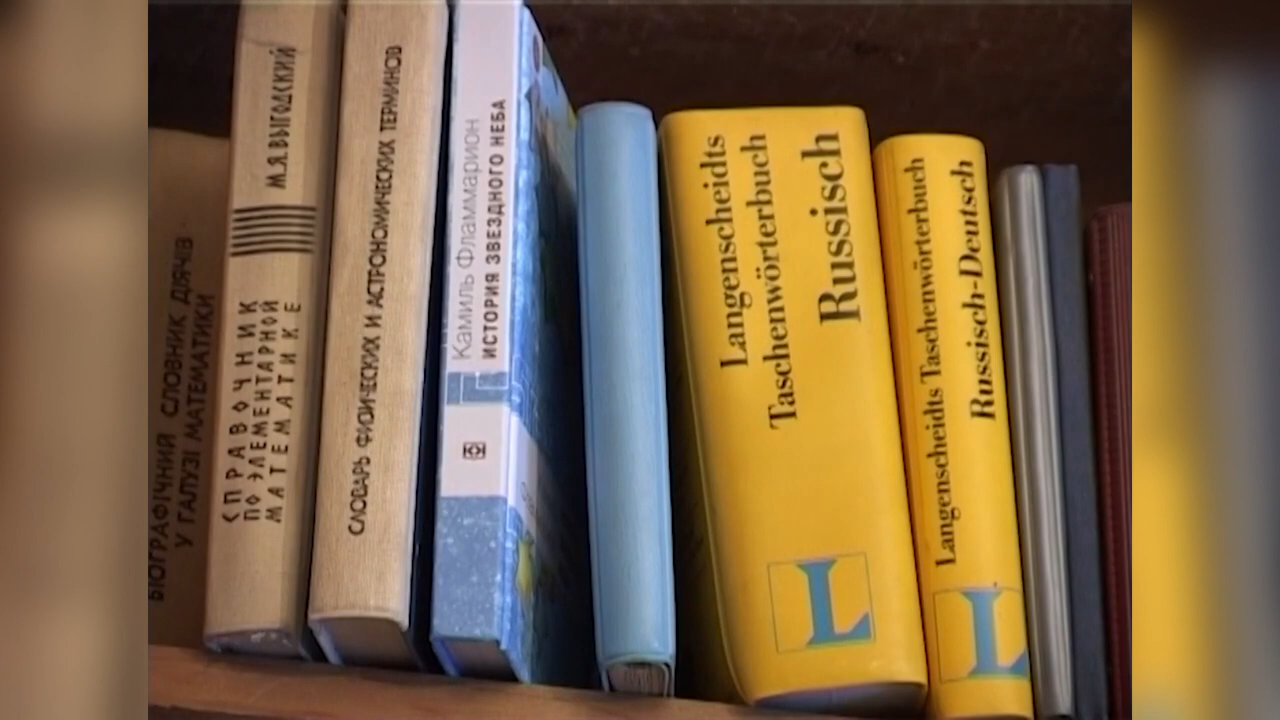 БІОГРАФІЧНИЙ СЛОВНИК ДІЯЧІВ
У ГАЛУЗІ МАТЕМАТИКИ
М.Я.ВЫГОДСКИЙ
СПРАВОЧНИК
ПО ЭЛЕМЕНТАРНОЙ
МАТЕМАТИКЕ
СЛОВАРЬ ФИЗИЧЕСКИХ И АСТРОНОМИЧЕСКИХ ТЕРМИНОВ
Камиль Фламмарион
ИСТОРИЯ ЗВЕЗДНОГО НЕБА
Langenscheidts
Taschenwörterbuch
Russisch
L
Langenscheidts Taschenwörterbuch
Russisch-Deutsch
L